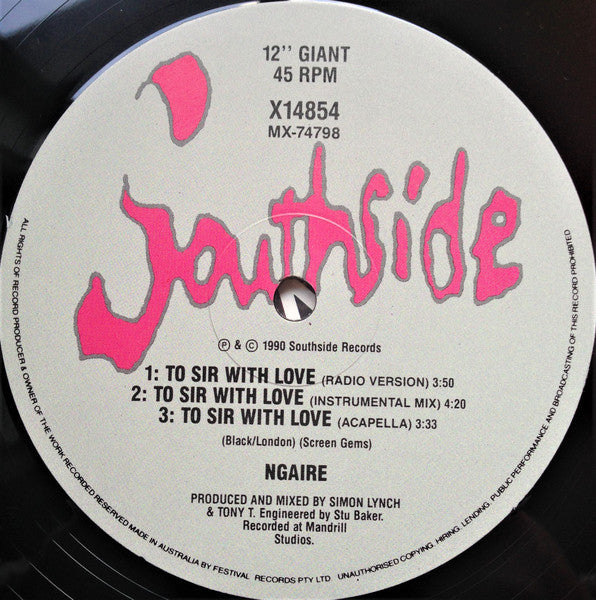 12" GIANT
45 RPM
X14854
MX-74798
Southside
Ⓟ & © 1990 Southside Records
1: TO SIR WITH LOVE (RADIO VERSION) 3:50
2: TO SIR WITH LOVE (INSTRUMENTAL MIX) 4:20
3: TO SIR WITH LOVE (ACAPELLA) 3:33
(Black/London) (Screen Gems)
NGAIRE
PRODUCED AND MIXED BY SIMON LYNCH
& TONY T. Engineered by Stu Baker.
Recorded at Mandrill
Studios.
ALL RIGHTS OF RECORD PRODUCER & OWNER OF THE WORK RECORDED RESERVED MADE IN AUSTRALIA BY FESTIVAL RECORDS PTY LTD. UNAUTHORISED COPYING. HIRING. LENDING. PUBLIC PERFORMANCE AND BROADCASTING OF THIS RECORD PROHIBITED